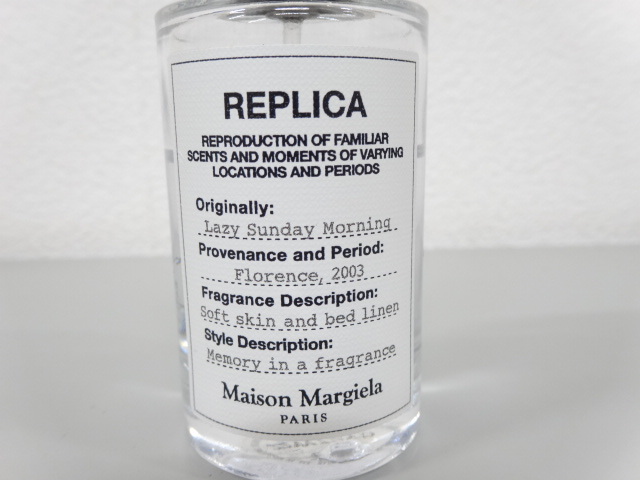 REPLICA
REPRODUCTION OF FAMILIAR
SCENTS AND MOMENTS OF VARYING
LOCATIONS AND PERIODS
Originally:
Lazy Sunday Morning
Provenance and Period:
Florence, 2003
Fragrance Description:
Soft skin and bed linen
Style Description:
Memory in a fragrance
Maison Margiela
PARIS